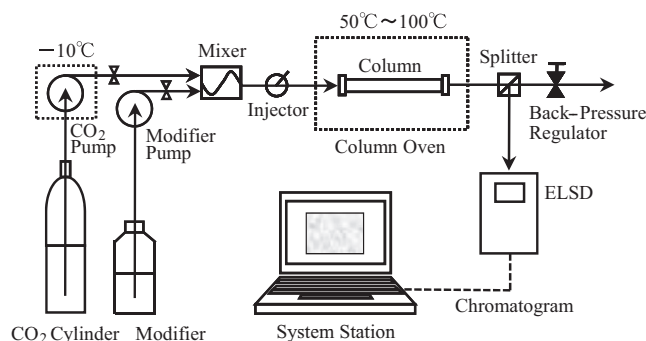 50℃～100℃
－10℃
Mixer
Splitter
Column
Injector
CO2
Pump
Modifier
Pump
Back-Pressure
Regulator
Column Oven
ELSD
Chromatogram
CO2 Cylinder
Modifier
System Station